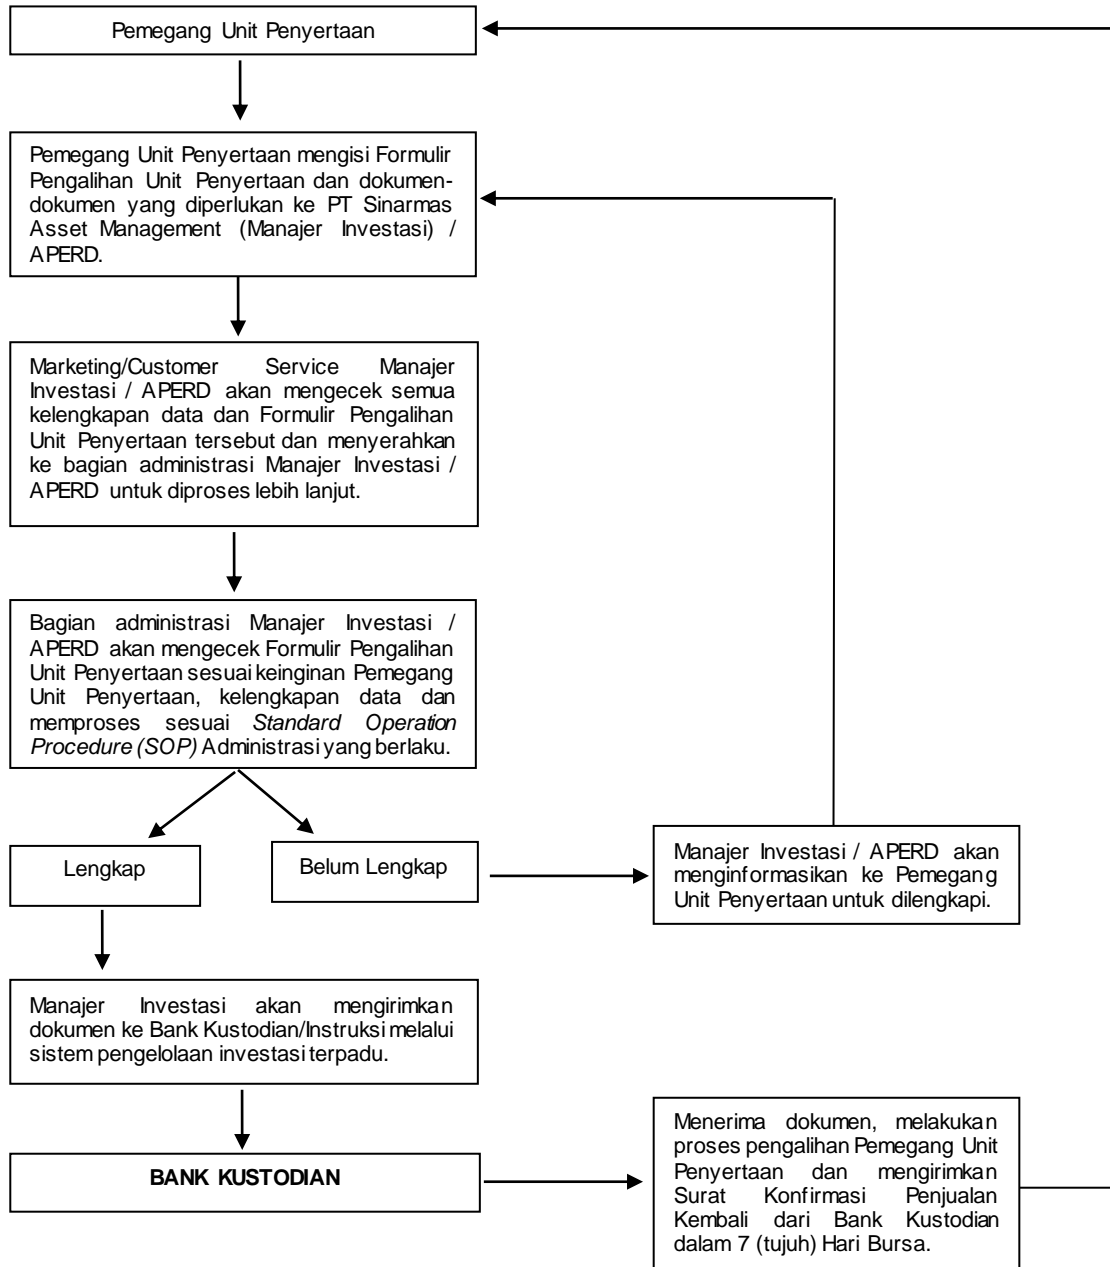 Pemegang Unit Penyertaan
Pemegang Unit Penyertaan mengisi Formulir
Pengalihan Unit Penyertaan dan dokumen-
dokumen yang diperlukan ke PT Sinarmas
Asset Management (Manajer Investasi) /
APERD.
Marketing/Customer Service Manajer
Investasi / APERD akan mengecek semua
kelengkapan data dan Formulir Pengalihan
Unit Penyertaan tersebut dan menyerahkan
ke bagian administrasi Manajer Investasi /
APERD untuk diproses lebih lanjut.
Bagian administrasi Manajer Investasi /
APERD akan mengecek Formulir Pengalihan
Unit Penyertaan sesuai keinginan Pemegang
Unit Penyertaan, kelengkapan data dan
memproses sesuai Standard Operation
Procedure (SOP) Administrasi yang berlaku.
Lengkap
Belum Lengkap
Manajer Investasi / APERD akan
menginformasikan ke Pemegang
Unit Penyertaan untuk dilengkapi.
Manajer Investasi akan mengirimkan
dokumen ke Bank Kustodian/Instruksi melalui
sistem pengelolaan investasi terpadu.
BANK KUSTODIAN
Menerima dokumen, melakukan
proses pengalihan Pemegang Unit
Penyertaan dan mengirimkan
Surat Konfirmasi Penjualan
Kembali dari Bank Kustodian
dalam 7 (tujuh) Hari Bursa.